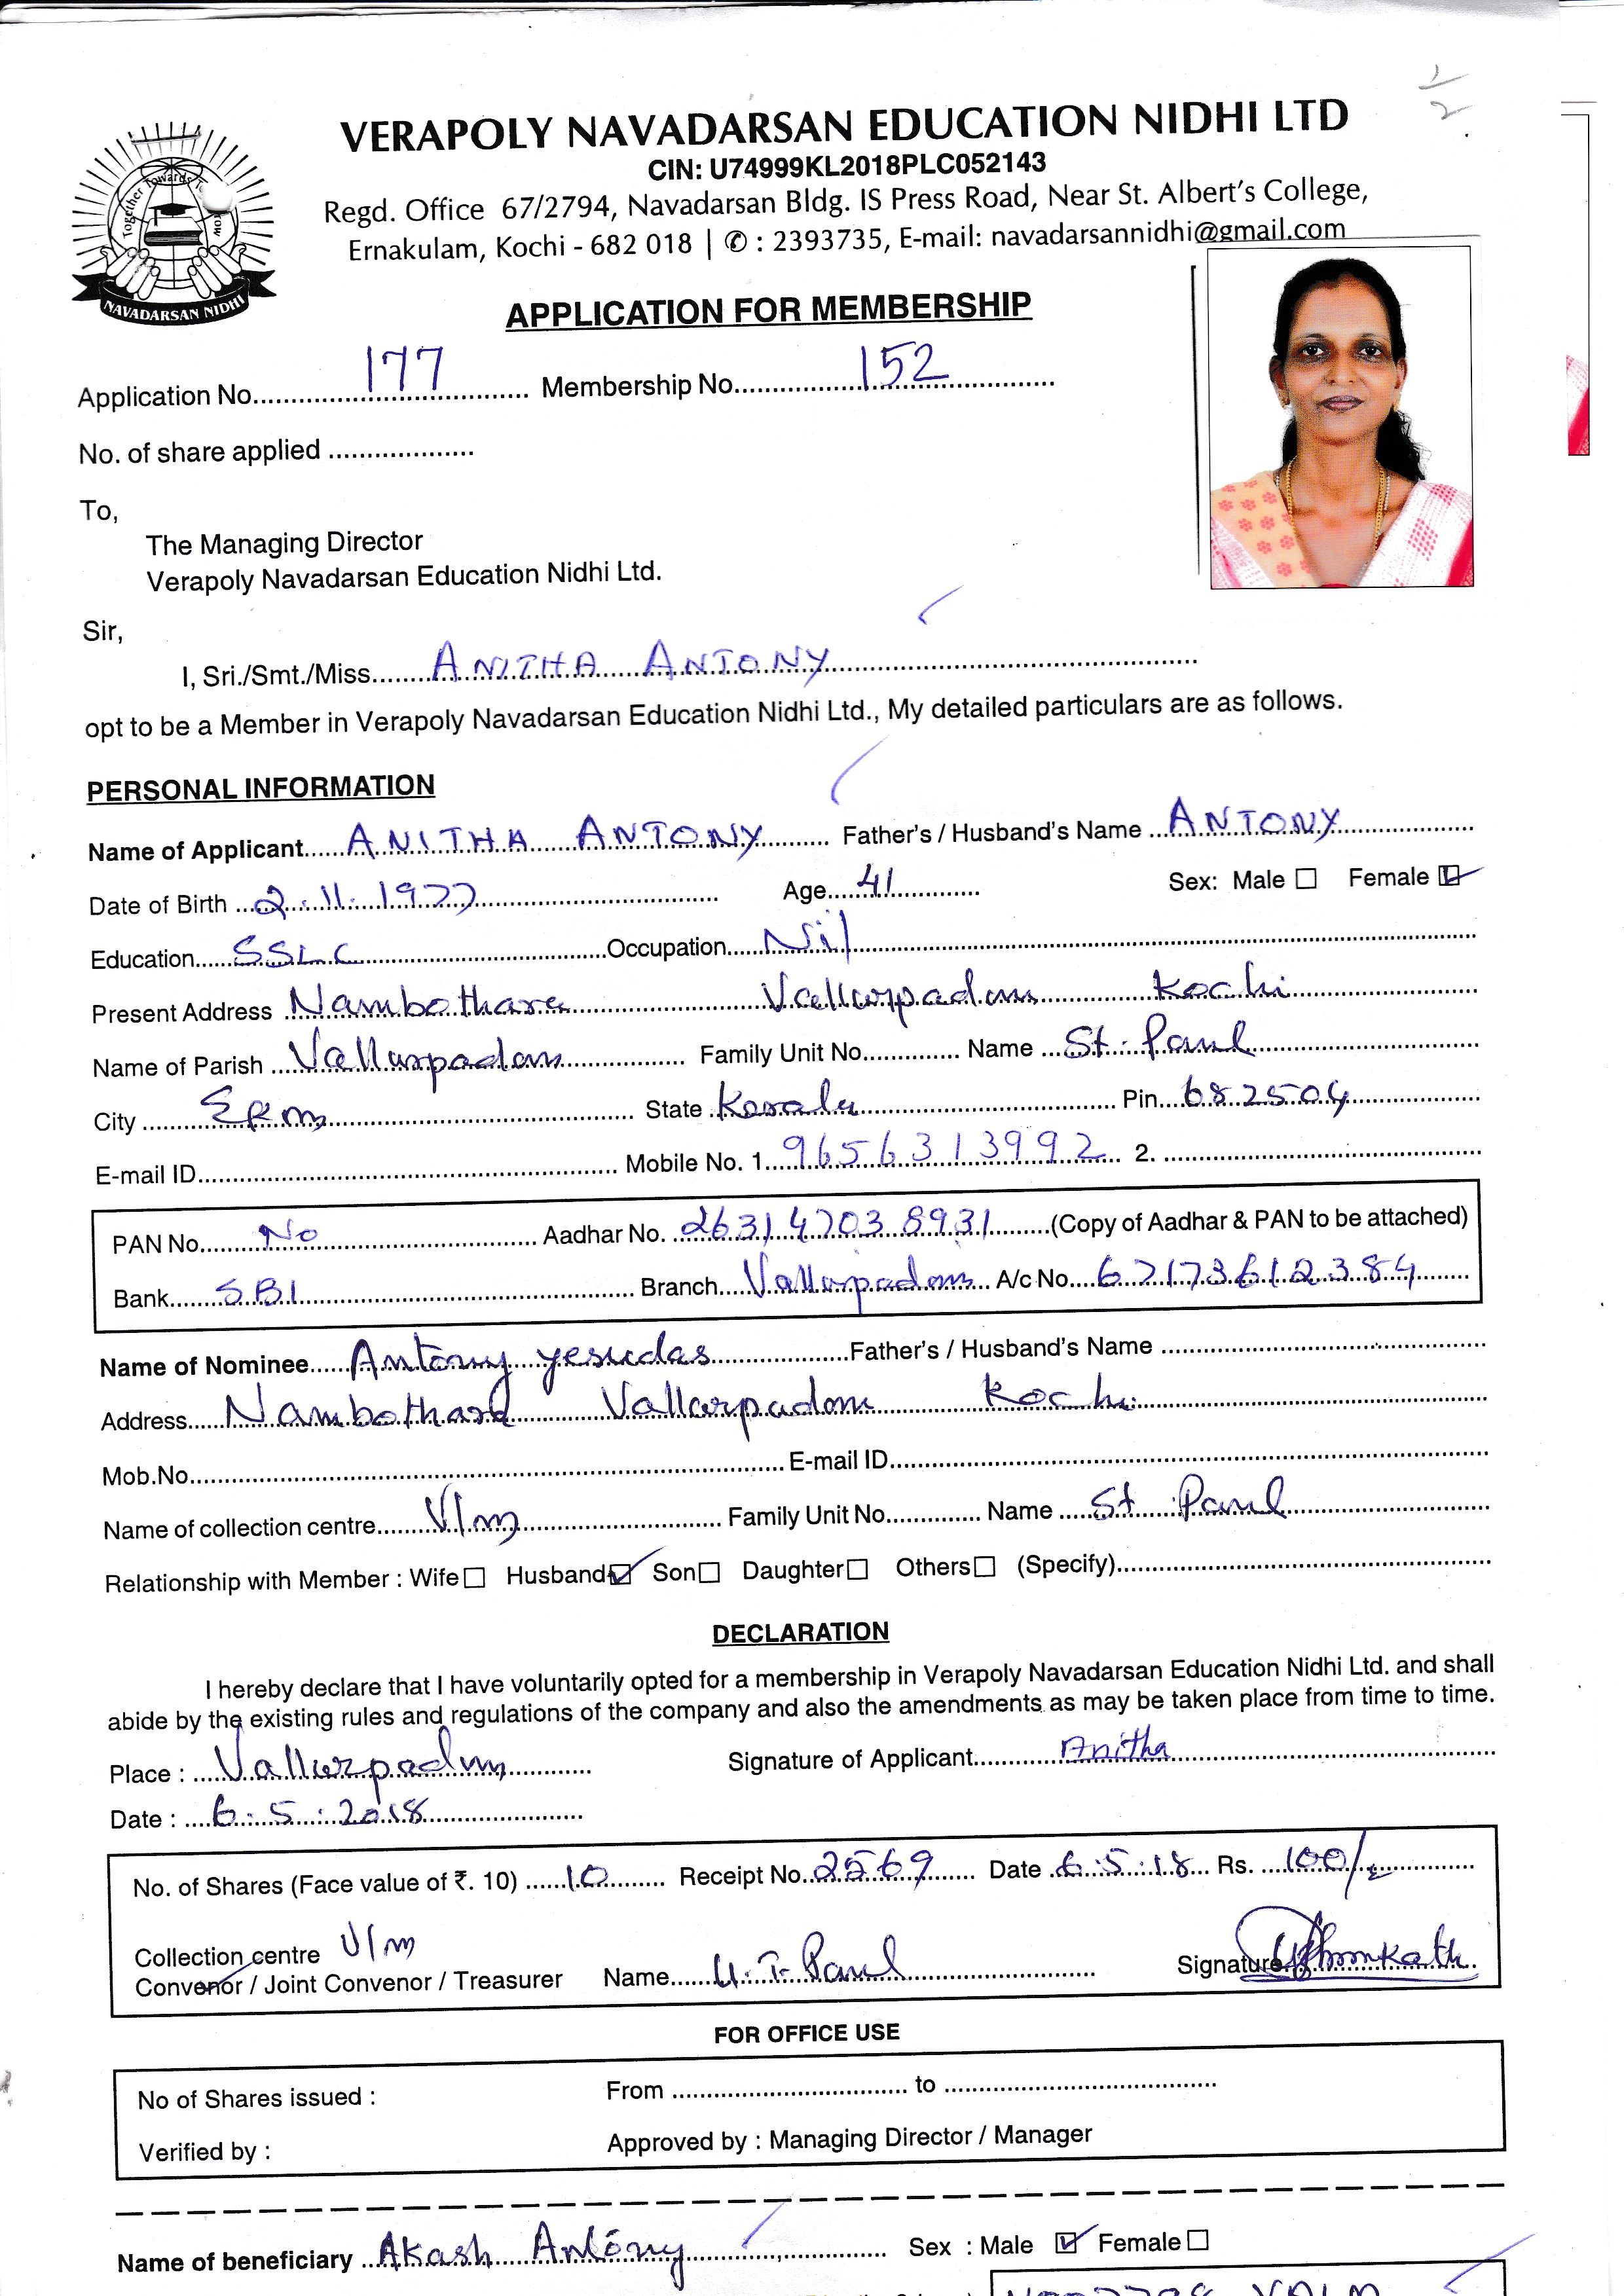 1/2
VERAPOLY NAVADARSAN EDUCATION NIDHI LTD
CIN: U74999KL2018PLC052143
Regd. Office 67/2794, Navadarsan Bldg. IS Press Road, Near St. Albert's College,
Ernakulam, Kochi - 682 018 | ✆ : 2393735, E-mail: navadarsannidhi@gmail.com
Together Towards
NAVADARSAN NIDHI
APPLICATION FOR MEMBERSHIP
Application No. 177 Membership No. 152
No. of share applied
To,
The Managing Director
Verapoly Navadarsan Education Nidhi Ltd.
Sir,
I, Sri./Smt./Miss. ANITHA ANTONY
opt to be a Member in Verapoly Navadarsan Education Nidhi Ltd., My detailed particulars are as follows.
PERSONAL INFORMATION
Name of Applicant ANITHA ANTONY Father's / Husband's Name ANTONY
Date of Birth 2.11.1977 Age 41 Sex: Male ☐ Female ☑
Education SSLC Occupation Nil
Present Address Nambothara Vallarpadam Kochi
Name of Parish Vallarpadam Family Unit No. Name St. Paul
City EKm State Kerala Pin 682504
E-mail ID Mobile No. 1. 9656313992 2.
PAN No. No Aadhar No. 263147038931 (Copy of Aadhar & PAN to be attached)
Bank SBI Branch Vallarpadam A/c No. 67173612384
Name of Nominee Antony yesudas Father's / Husband's Name
Address Nambothara Vallarpadam Kochi
Mob.No. E-mail ID
Name of collection centre Vlm Family Unit No. Name St. Paul
Relationship with Member : Wife ☐ Husband ☑ Son ☐ Daughter ☐ Others ☐ (Specify)
DECLARATION
I hereby declare that I have voluntarily opted for a membership in Verapoly Navadarsan Education Nidhi Ltd. and shall
abide by the existing rules and regulations of the company and also the amendments as may be taken place from time to time.
Place : Vallarpadam Signature of Applicant Anitha
Date : 6.5.2018
No. of Shares (Face value of ₹. 10) 10 Receipt No. 2569 Date 6.5.18 Rs. 100/-
Collection centre Vlm
Convenor / Joint Convenor / Treasurer Name U.T. Paul Signature
FOR OFFICE USE
No of Shares issued : From to
Verified by : Approved by : Managing Director / Manager
Name of beneficiary Akash Antony Sex : Male ☑ Female ☐